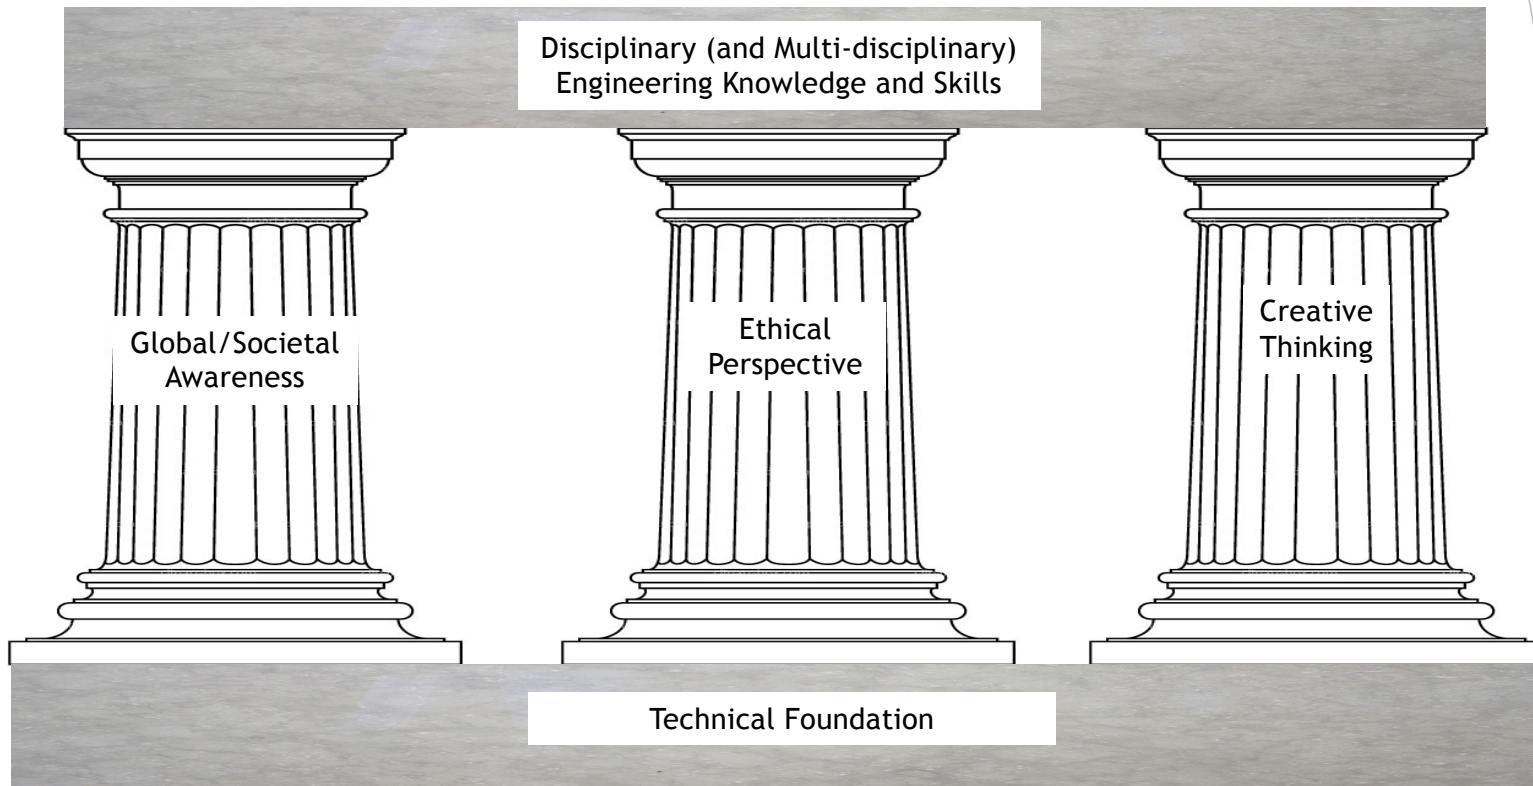 Disciplinary (and Multi-disciplinary)
Engineering Knowledge and Skills
Global/Societal
Awareness
Ethical
Perspective
Creative
Thinking
Technical Foundation